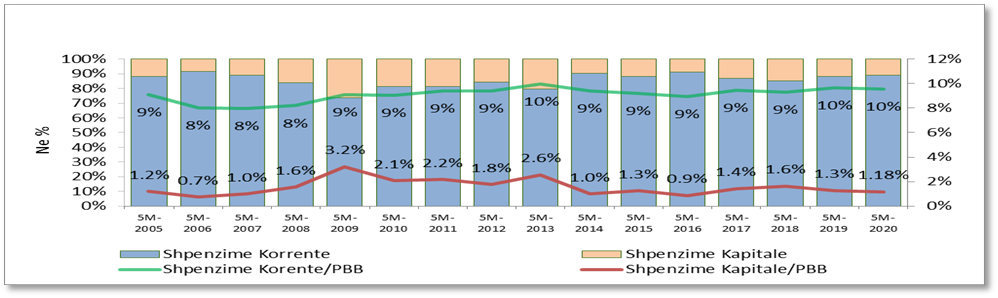 100% 12%
90%
80% 10%
70% 8%
60%
50% 6%
40%
30% 4%
20% 2%
10%
0% 0%
Ne %
9% 8% 8% 8% 9% 9% 9% 9% 10% 9% 9% 9% 9% 9% 10% 10%
1.2% 0.7% 1.0% 1.6% 3.2% 2.1% 2.2% 1.8% 2.6% 1.0% 1.3% 0.9% 1.4% 1.6% 1.3% 1.18%
5M- 5M- 5M- 5M- 5M- 5M- 5M- 5M- 5M- 5M- 5M- 5M- 5M- 5M- 5M- 5M-
2005 2006 2007 2008 2009 2010 2011 2012 2013 2014 2015 2016 2017 2018 2019 2020
Shpenzime Korrente Shpenzime Kapitale
Shpenzime Korente/PBB Shpenzime Kapitale/PBB